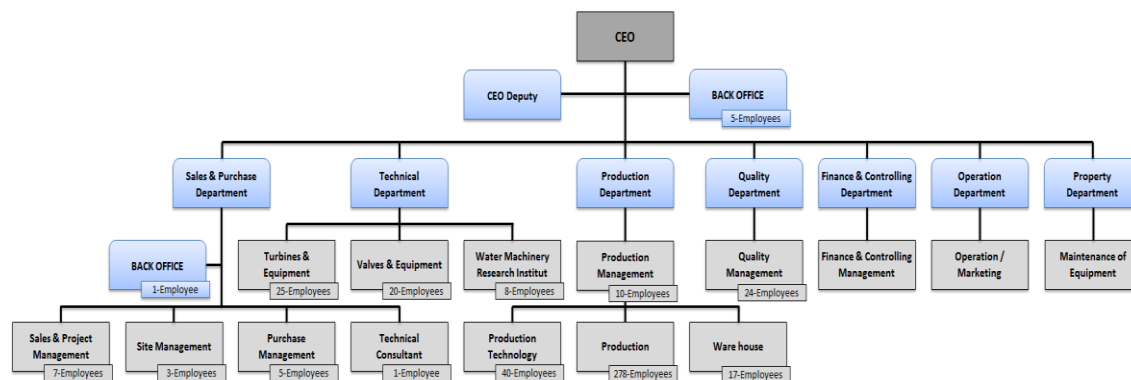 CEO
CEO Deputy
BACK OFFICE
5-Employees
Sales & Purchase
Department
Technical
Department
Production
Department
Quality
Department
Finance & Controlling
Department
Operation
Department
Property
Department
BACK OFFICE
1-Employee
Turbines &
Equipment
25-Employees
Valves & Equipment
20-Employees
Water Machinery
Research Institut
8-Employees
Production
Management
10-Employees
Quality
Management
24-Employees
Finance & Controlling
Management
Operation /
Marketing
Maintenance of
Equipment
Sales & Project
Management
7-Employees
Site Management
3-Employees
Purchase
Management
5-Employees
Technical
Consultant
1-Employee
Production
Technology
40-Employees
Production
278-Employees
Ware house
17-Employees